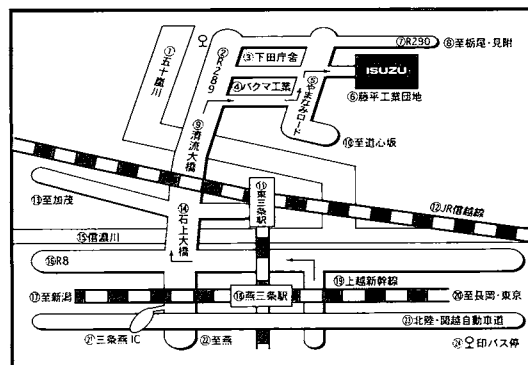 ①五十嵐川
②R289
③下田庁舎
④パクマ工業
⑤やまなみロード
ISUZU
⑥藤平工業団地
⑦R290
⑧至栃尾・見附
⑨清流大橋
⑩至道心坂
⑪東三条駅
⑫JR信越線
⑬至加茂
⑭石上大橋
⑮信濃川
⑯R8
⑰至新潟
⑱燕三条駅
⑲上越新幹線
⑳至長岡・東京
㉑三条燕IC
㉒至燕
㉓北陸・関越自動車道
㉔印バス停